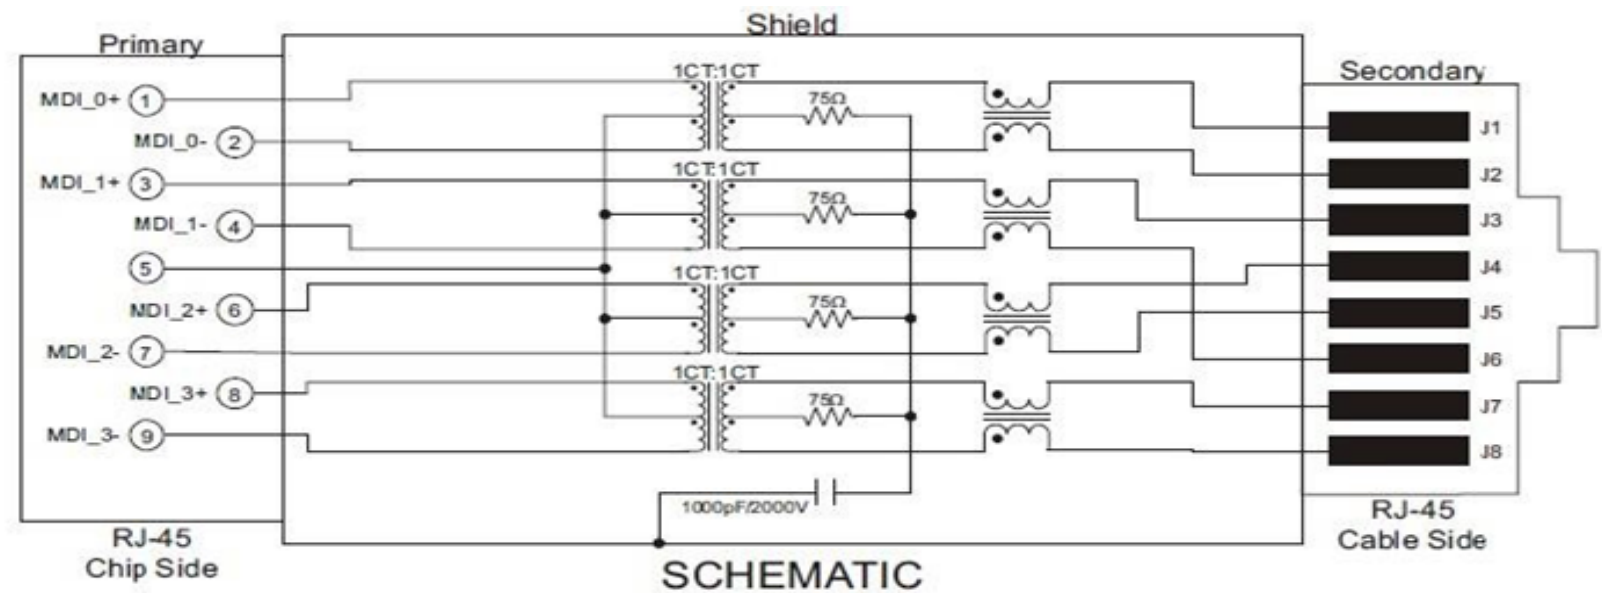 Shield
Primary
Secondary
1CT:1CT
MDI_0+ 1
75Ω
J1
MDI_0- 2
J2
1CT:1CT
MDI_1+ 3
75Ω
J3
MDI_1- 4
J4
5
1CT:1CT
MDI_2+ 6
75Ω
J5
MDI_2- 7
J6
1CT:1CT
MDI_3+ 8
75Ω
J7
MDI_3- 9
J8
1000pF/2000V
RJ-45
Chip Side
RJ-45
Cable Side
SCHEMATIC